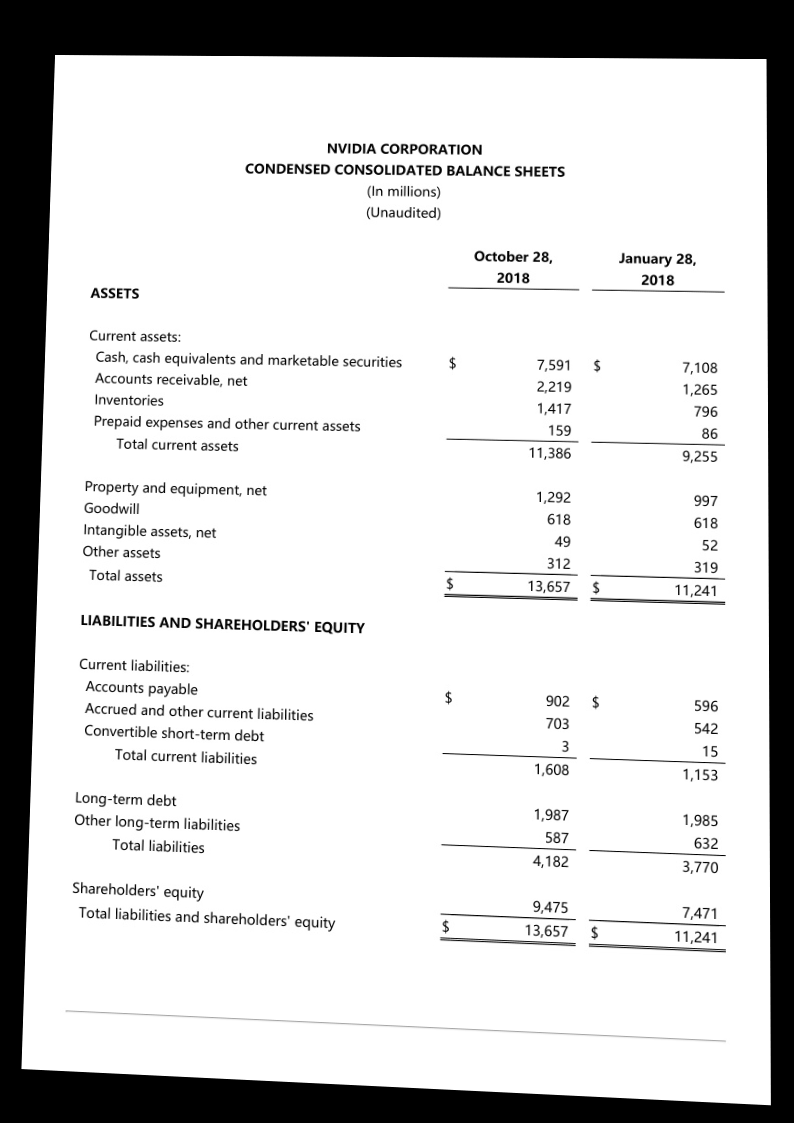 NVIDIA CORPORATION
CONDENSED CONSOLIDATED BALANCE SHEETS
(In millions)
(Unaudited)
October 28, January 28,
2018 2018
ASSETS
Current assets:
Cash, cash equivalents and marketable securities $ 7,591 $ 7,108
Accounts receivable, net 2,219 1,265
Inventories 1,417 796
Prepaid expenses and other current assets 159 86
Total current assets 11,386 9,255
Property and equipment, net 1,292 997
Goodwill 618 618
Intangible assets, net 49 52
Other assets 312 319
Total assets $ 13,657 $ 11,241
LIABILITIES AND SHAREHOLDERS' EQUITY
Current liabilities:
Accounts payable $ 902 $ 596
Accrued and other current liabilities 703 542
Convertible short-term debt 3 15
Total current liabilities 1,608 1,153
Long-term debt 1,987 1,985
Other long-term liabilities 587 632
Total liabilities 4,182 3,770
Shareholders' equity 9,475 7,471
Total liabilities and shareholders' equity $ 13,657 $ 11,241